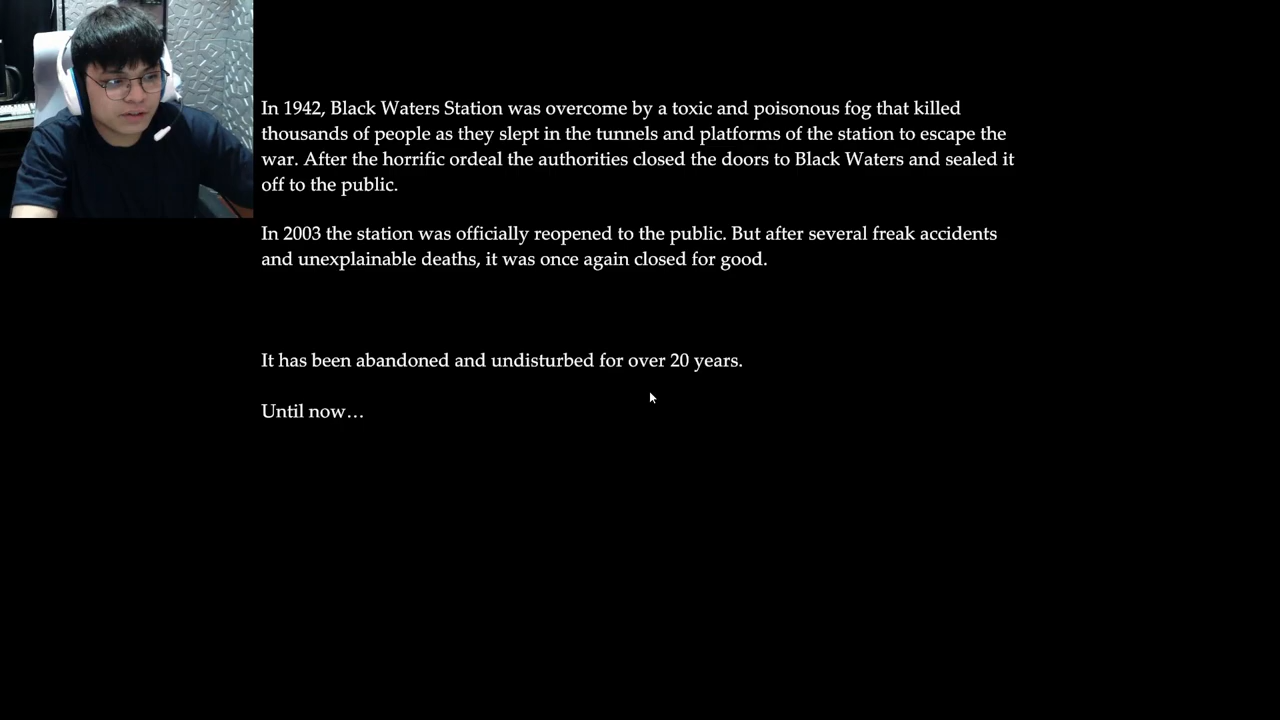 In 1942, Black Waters Station was overcome by a toxic and poisonous fog that killed
thousands of people as they slept in the tunnels and platforms of the station to escape the
war. After the horrific ordeal the authorities closed the doors to Black Waters and sealed it
off to the public.
In 2003 the station was officially reopened to the public. But after several freak accidents
and unexplainable deaths, it was once again closed for good.
It has been abandoned and undisturbed for over 20 years.
Until now…